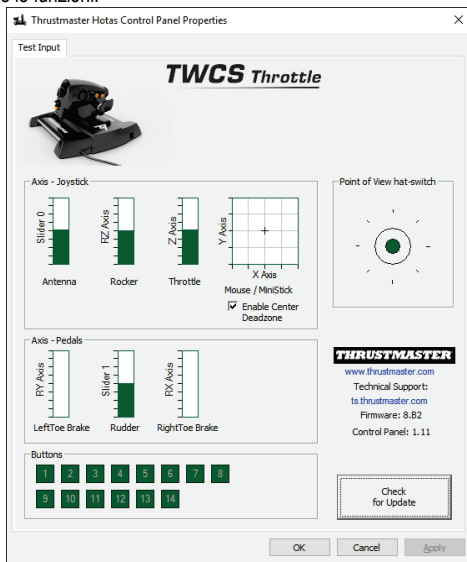 Thrustmaster Hotas Control Panel Properties
Test Input
TWCS Throttle
Axis - Joystick
Slider 0
RZ Axis
Z Axis
Y Axis
X Axis
Antenna
Rocker
Throttle
Mouse / MiniStick
Enable Center
Deadzone
Point of View hat-switch
Axis - Pedals
RY Axis
Slider 1
RX Axis
LeftToe Brake
Rudder
RightToe Brake
THRUSTMASTER
www.thrustmaster.com
Technical Support:
ts.thrustmaster.com
Firmware: 8.B2
Control Panel: 1.11
Buttons
1 2 3 4 5 6 7 8
9 10 11 12 13 14
Check
for Update
OK Cancel Apply